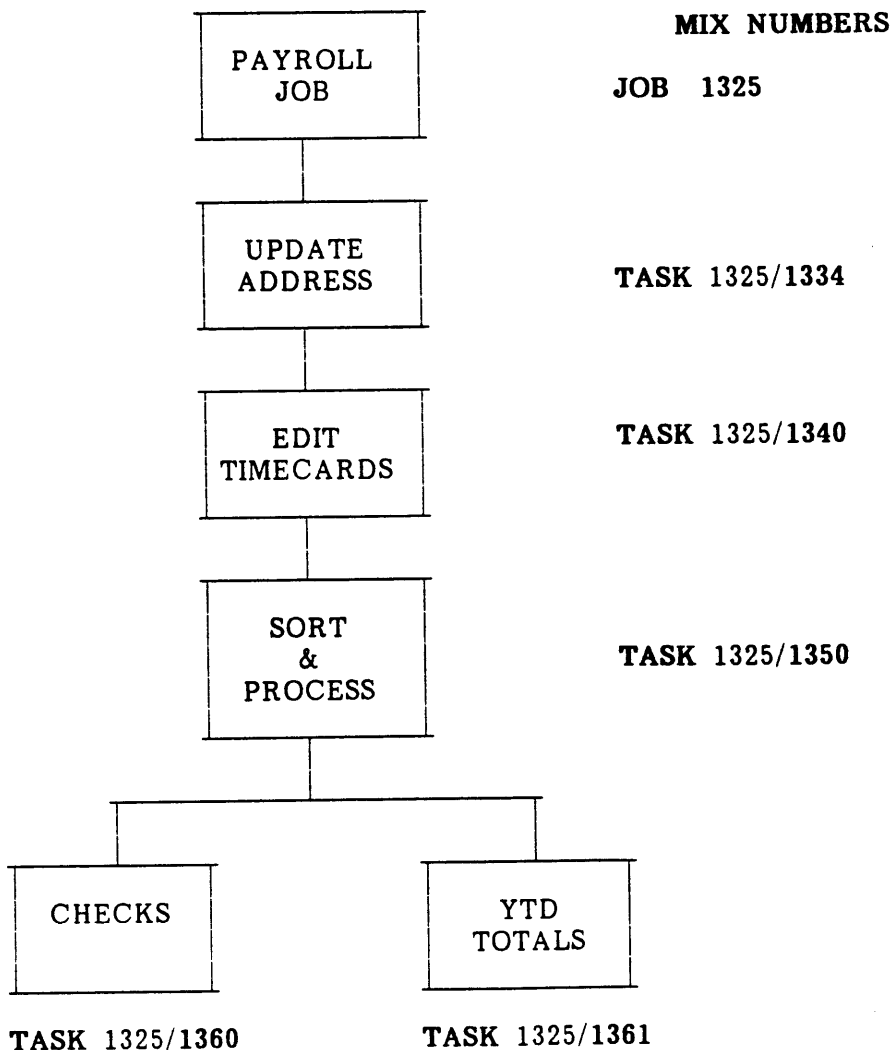 MIX NUMBERS
PAYROLL
JOB
JOB 1325
UPDATE
ADDRESS
TASK 1325/1334
EDIT
TIMECARDS
TASK 1325/1340
SORT
&
PROCESS
TASK 1325/1350
CHECKS
YTD
TOTALS
TASK 1325/1360
TASK 1325/1361